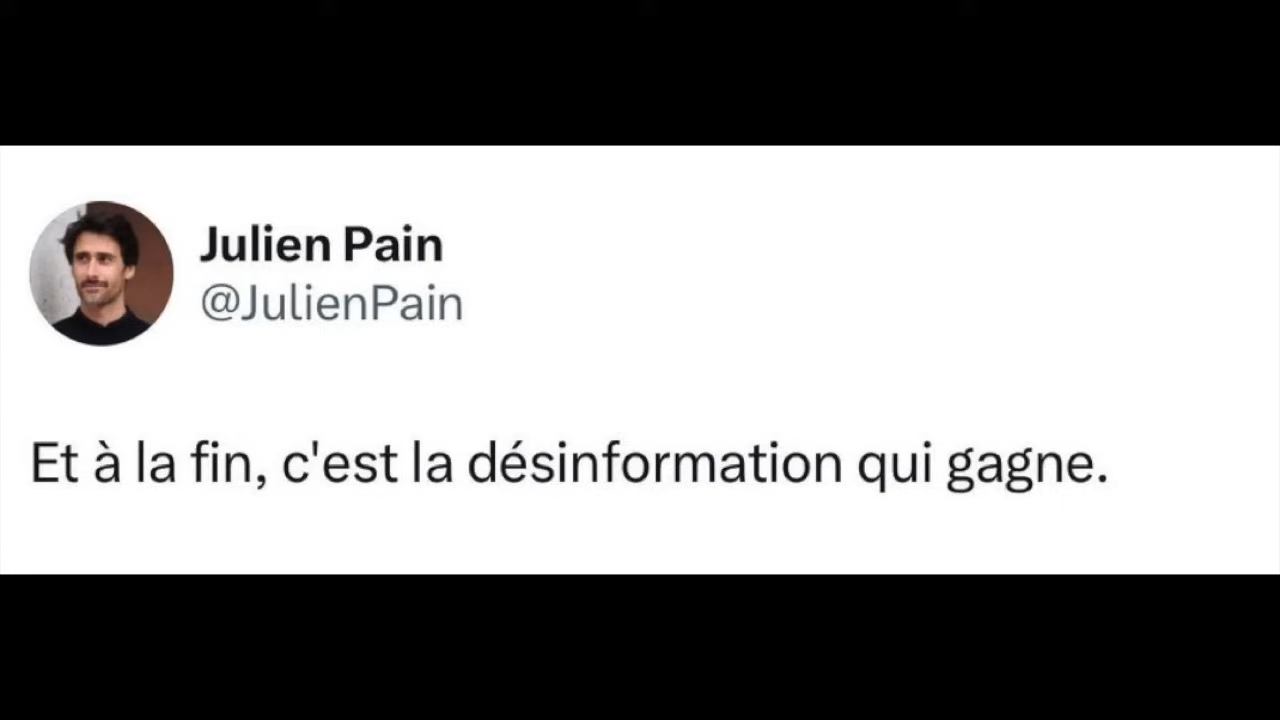 Julien Pain
@JulienPain
Et à la fin, c'est la désinformation qui gagne.